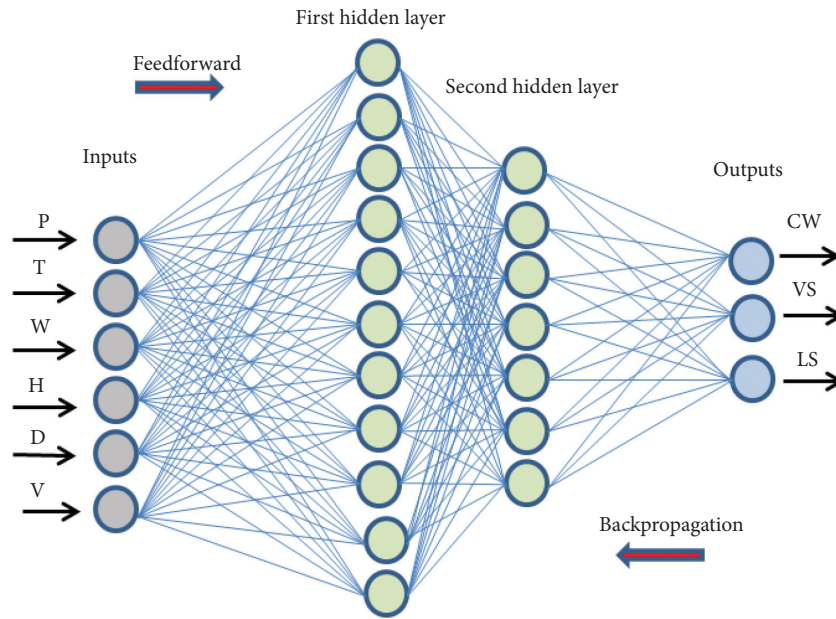 First hidden layer
Feedforward
Second hidden layer
Inputs
Outputs
P
T
W
H
D
V
CW
VS
LS
Backpropagation